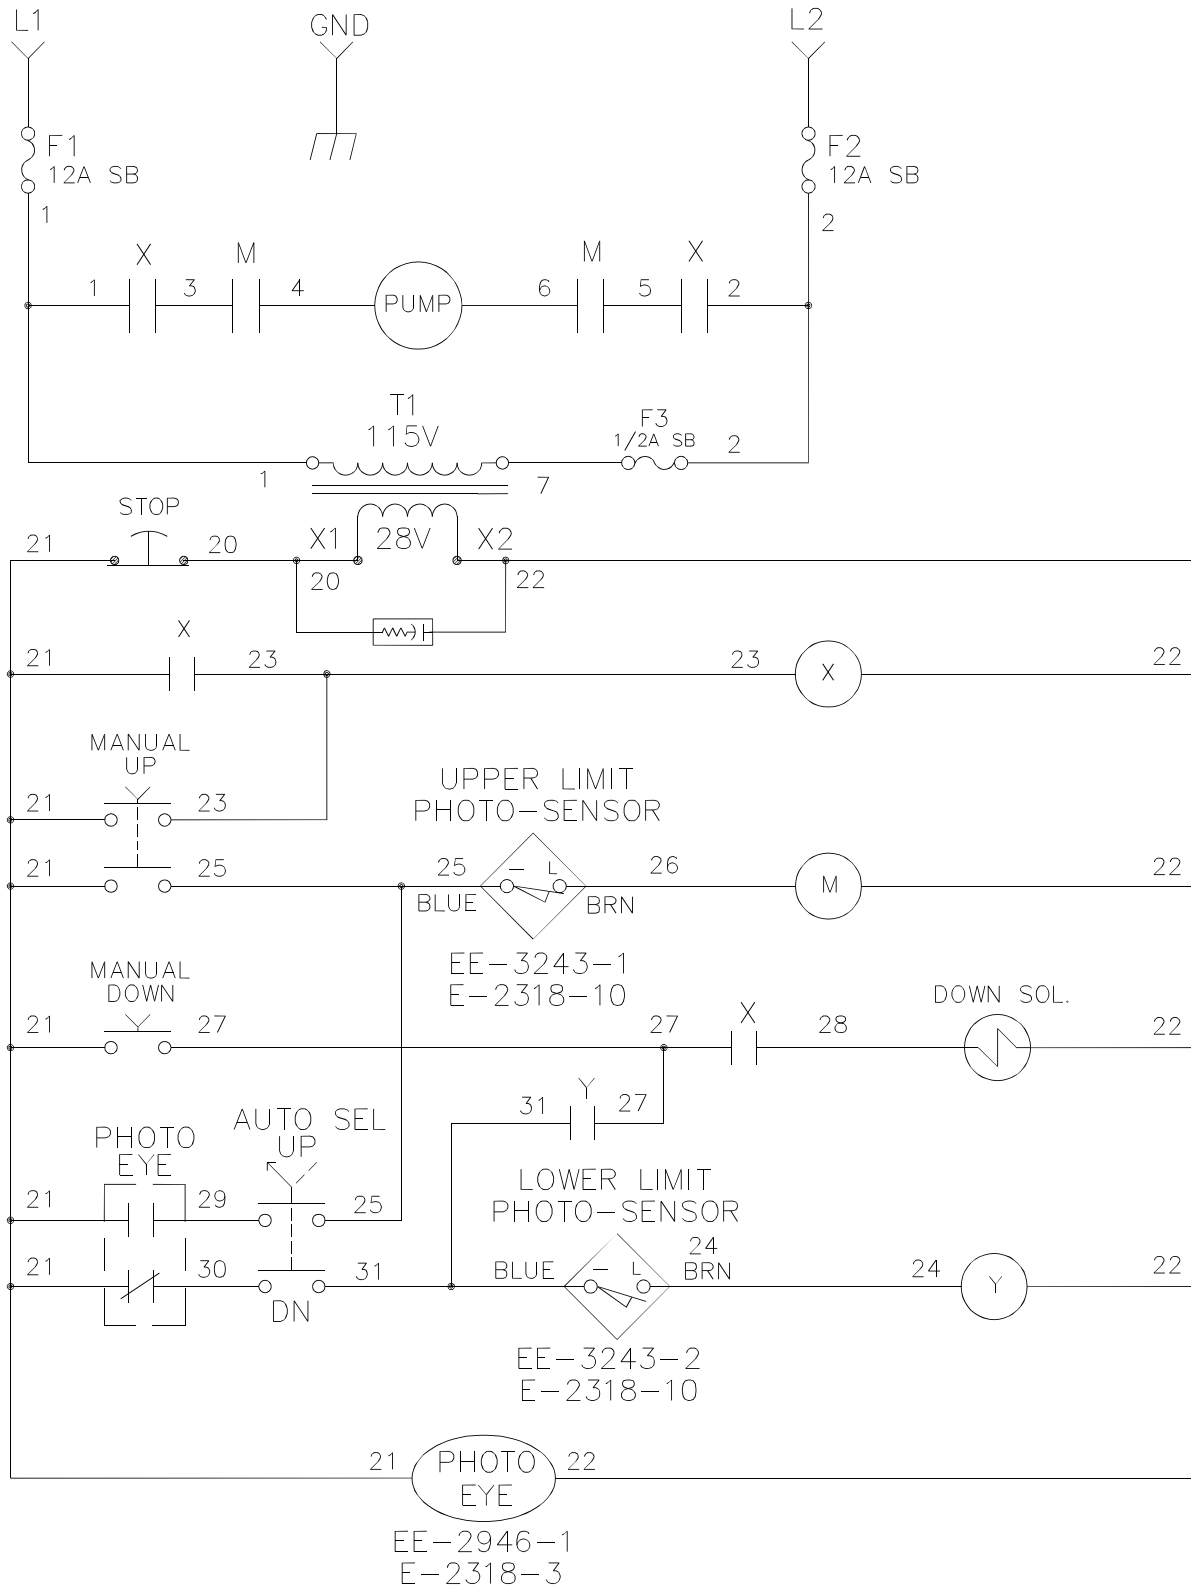 L1
GND
L2
F1
12A SB
F2
12A SB
1
2
X
M
M
X
1
3
4
PUMP
6
5
2
T1
115V
F3
1/2A SB
2
1
7
STOP
21
20
X1
28V
X2
20
22
X
21
23
23
X
22
MANUAL
UP
21
23
UPPER LIMIT
PHOTO-SENSOR
21
25
25
– L
26
M
22
BLUE
BRN
EE-3243-1
E-2318-10
MANUAL
DOWN
DOWN SOL.
21
27
27
X
28
22
Y
31
27
AUTO SEL
UP
PHOTO
EYE
LOWER LIMIT
PHOTO-SENSOR
21
29
25
24
21
30
31
BLUE
– L
BRN
24
Y
22
DN
EE-3243-2
E-2318-10
21
PHOTO
EYE
22
EE-2946-1
E-2318-3